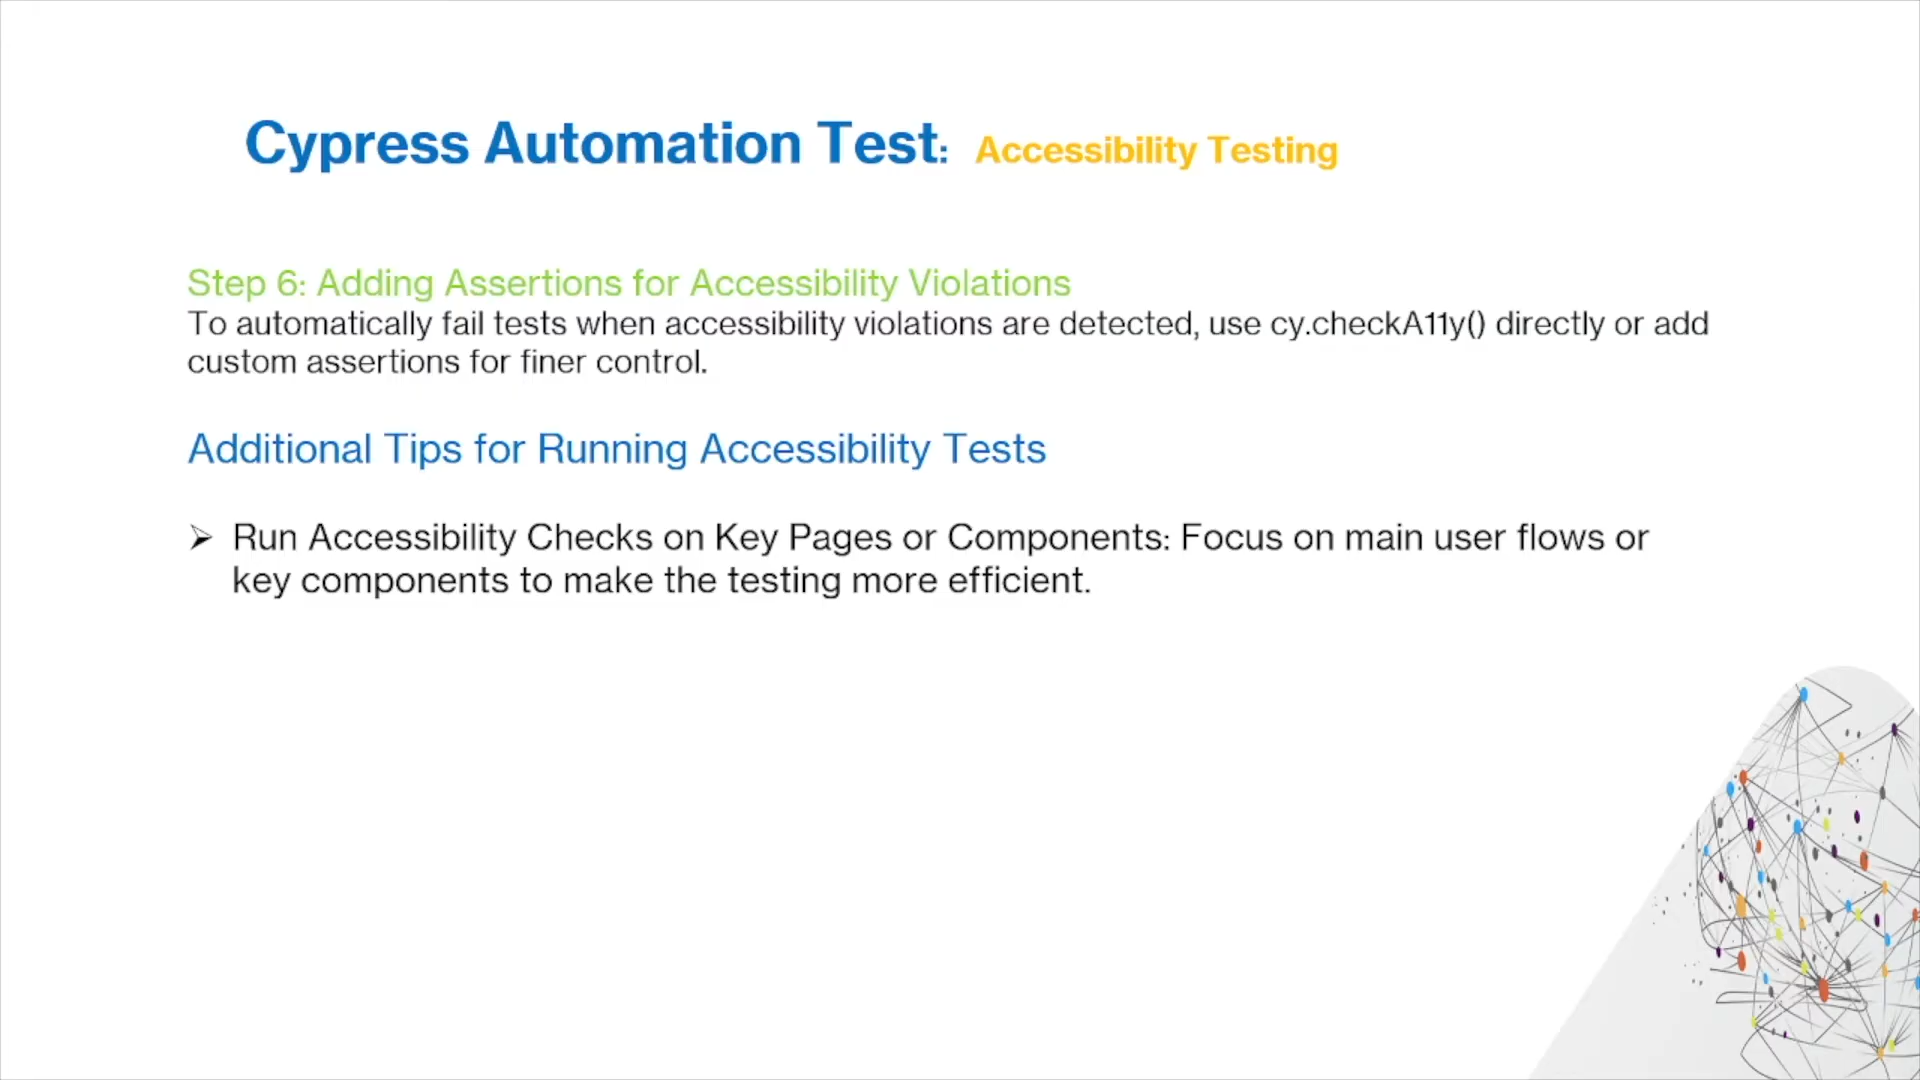 Cypress Automation Test: Accessibility Testing
Step 6: Adding Assertions for Accessibility Violations
To automatically fail tests when accessibility violations are detected, use cy.checkA11y() directly or add
custom assertions for finer control.
Additional Tips for Running Accessibility Tests
➢ Run Accessibility Checks on Key Pages or Components: Focus on main user flows or
key components to make the testing more efficient.